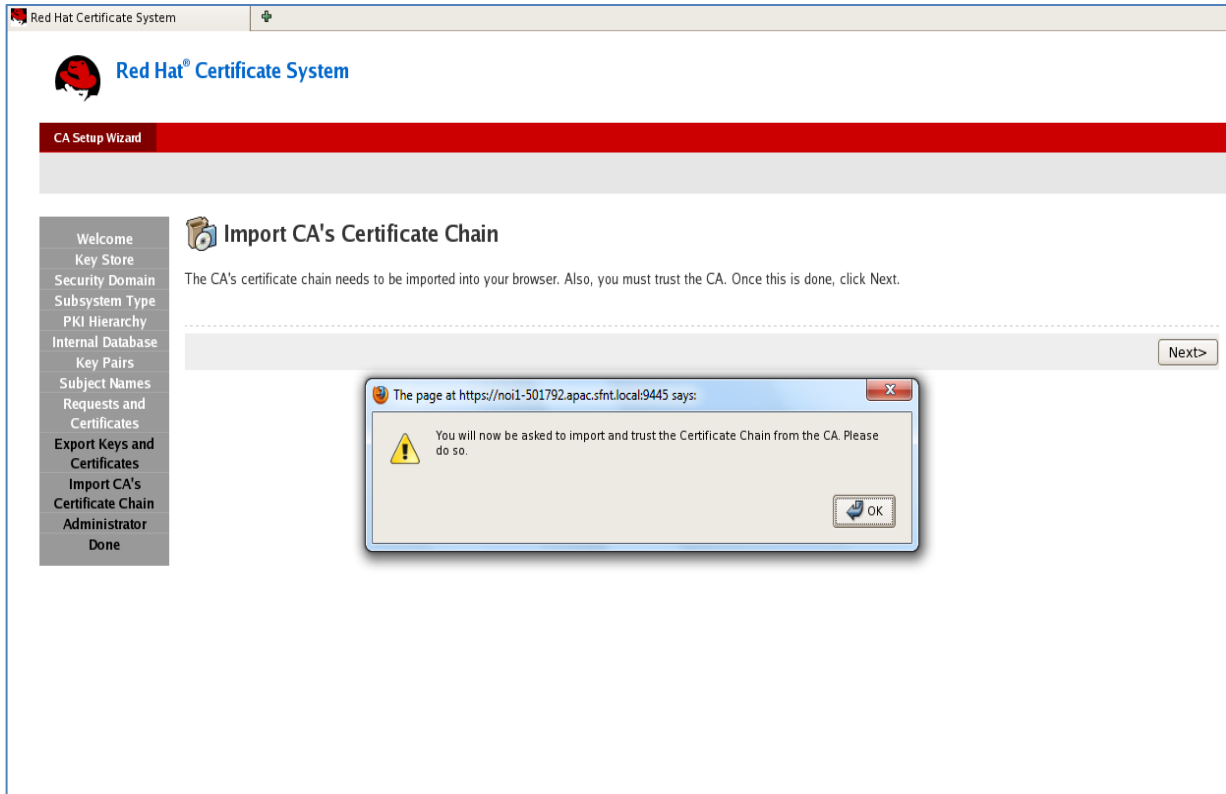 Red Hat Certificate System
Red Hat® Certificate System
CA Setup Wizard
Welcome
Key Store
Security Domain
Subsystem Type
PKI Hierarchy
Internal Database
Key Pairs
Subject Names
Requests and
Certificates
Export Keys and
Certificates
Import CA's
Certificate Chain
Administrator
Done
Import CA's Certificate Chain
The CA's certificate chain needs to be imported into your browser. Also, you must trust the CA. Once this is done, click Next.
Next>
The page at https://noi1-501792.apac.sfnt.local:9445 says:
You will now be asked to import and trust the Certificate Chain from the CA. Please
do so.
OK